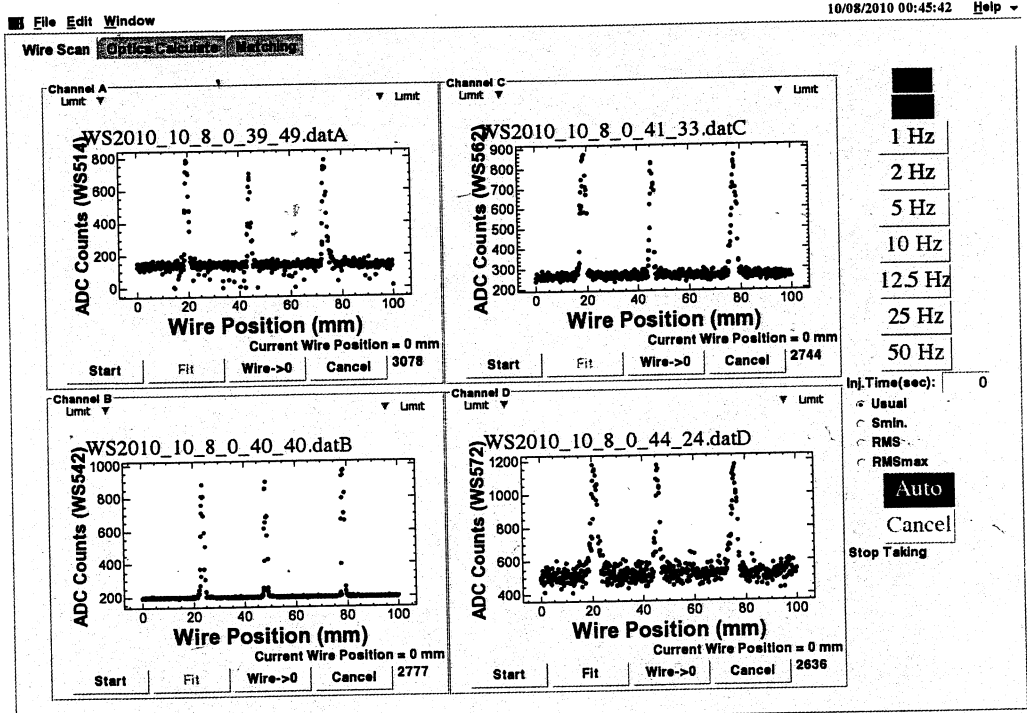 10/08/2010 00:45:42 Help
File Edit Window
Wire Scan Optics Calculate Matching
Channel A
Limit Limit
WS2010_10_8_0_39_49.datA
ADC Counts (WS514)
800
600
400
200
0
0 20 40 60 80 100
Wire Position (mm)
Current Wire Position = 0 mm
Start Fit Wire->0 Cancel 3078
Channel C
Limit Limit
WS2010_10_8_0_41_33.datC
ADC Counts (WS562)
900
800
700
600
500
400
300
200
0 20 40 60 80 100
Wire Position (mm)
Current Wire Position = 0 mm
Start Fit Wire->0 Cancel 2744
Channel B
Limit Limit
WS2010_10_8_0_40_40.datB
ADC Counts (WS542)
1000
800
600
400
200
0 20 40 60 80 100
Wire Position (mm)
Current Wire Position = 0 mm
Start Fit Wire->0 Cancel 2777
Channel D
Limit Limit
WS2010_10_8_0_44_24.datD
ADC Counts (WS572)
1200
1000
800
600
400
0 20 40 60 80 100
Wire Position (mm)
Current Wire Position = 0 mm
Start Fit Wire->0 Cancel 2636
1 Hz
2 Hz
5 Hz
10 Hz
12.5 Hz
25 Hz
50 Hz
Inj.Time(sec): 0
Usual
Smin.
RMS
RMSmax
Auto
Cancel
Stop Taking